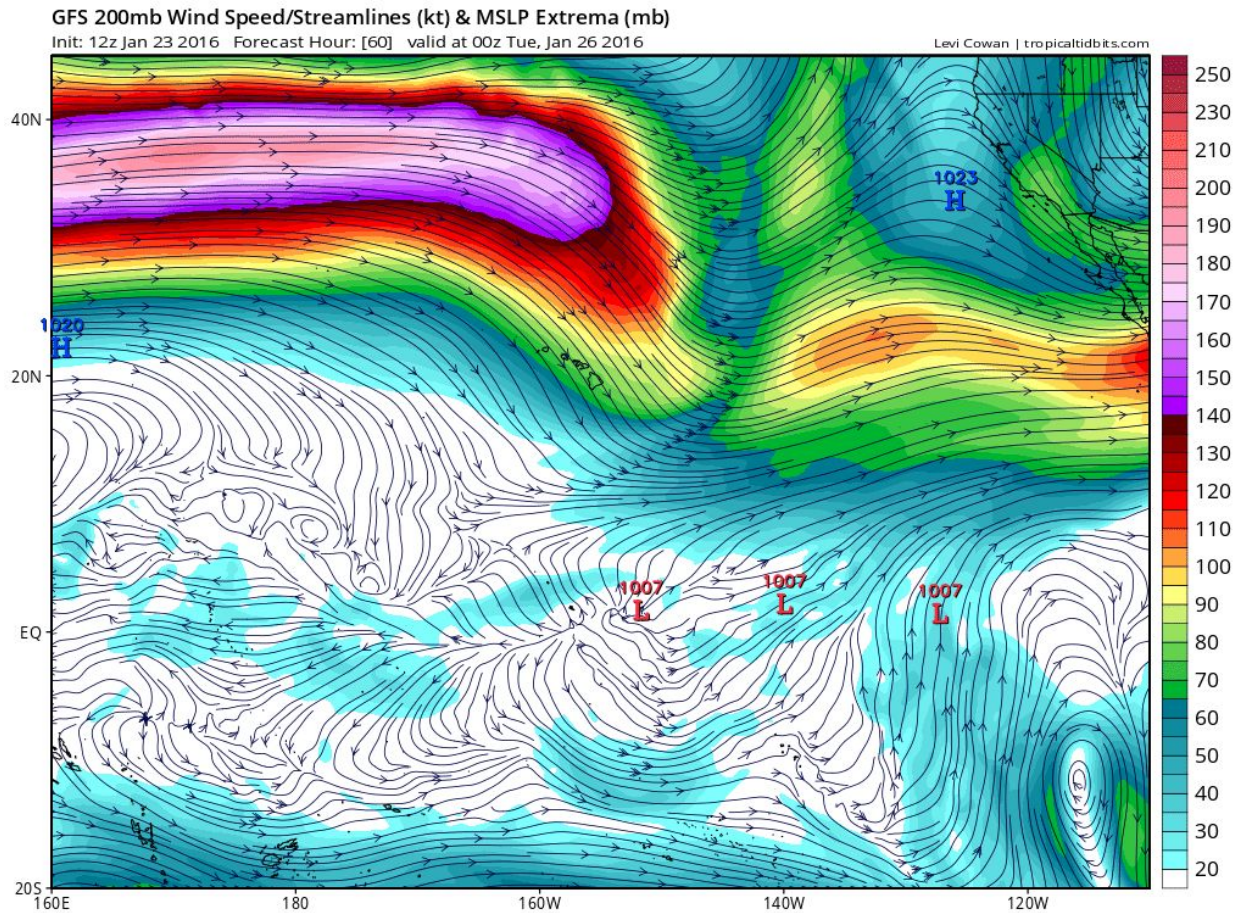 GFS 200mb Wind Speed/Streamlines (kt) & MSLP Extrema (mb)
Init: 12z Jan 23 2016 Forecast Hour: [60] valid at 00z Tue, Jan 26 2016
Levi Cowan | tropicaltidbits.com
40N
20N
EQ
20S
160E
180
160W
140W
120W
1020
H
1023
H
1007
L
1007
L
1007
L
250
230
210
200
190
180
170
160
150
140
130
120
110
100
90
80
70
60
50
40
30
20